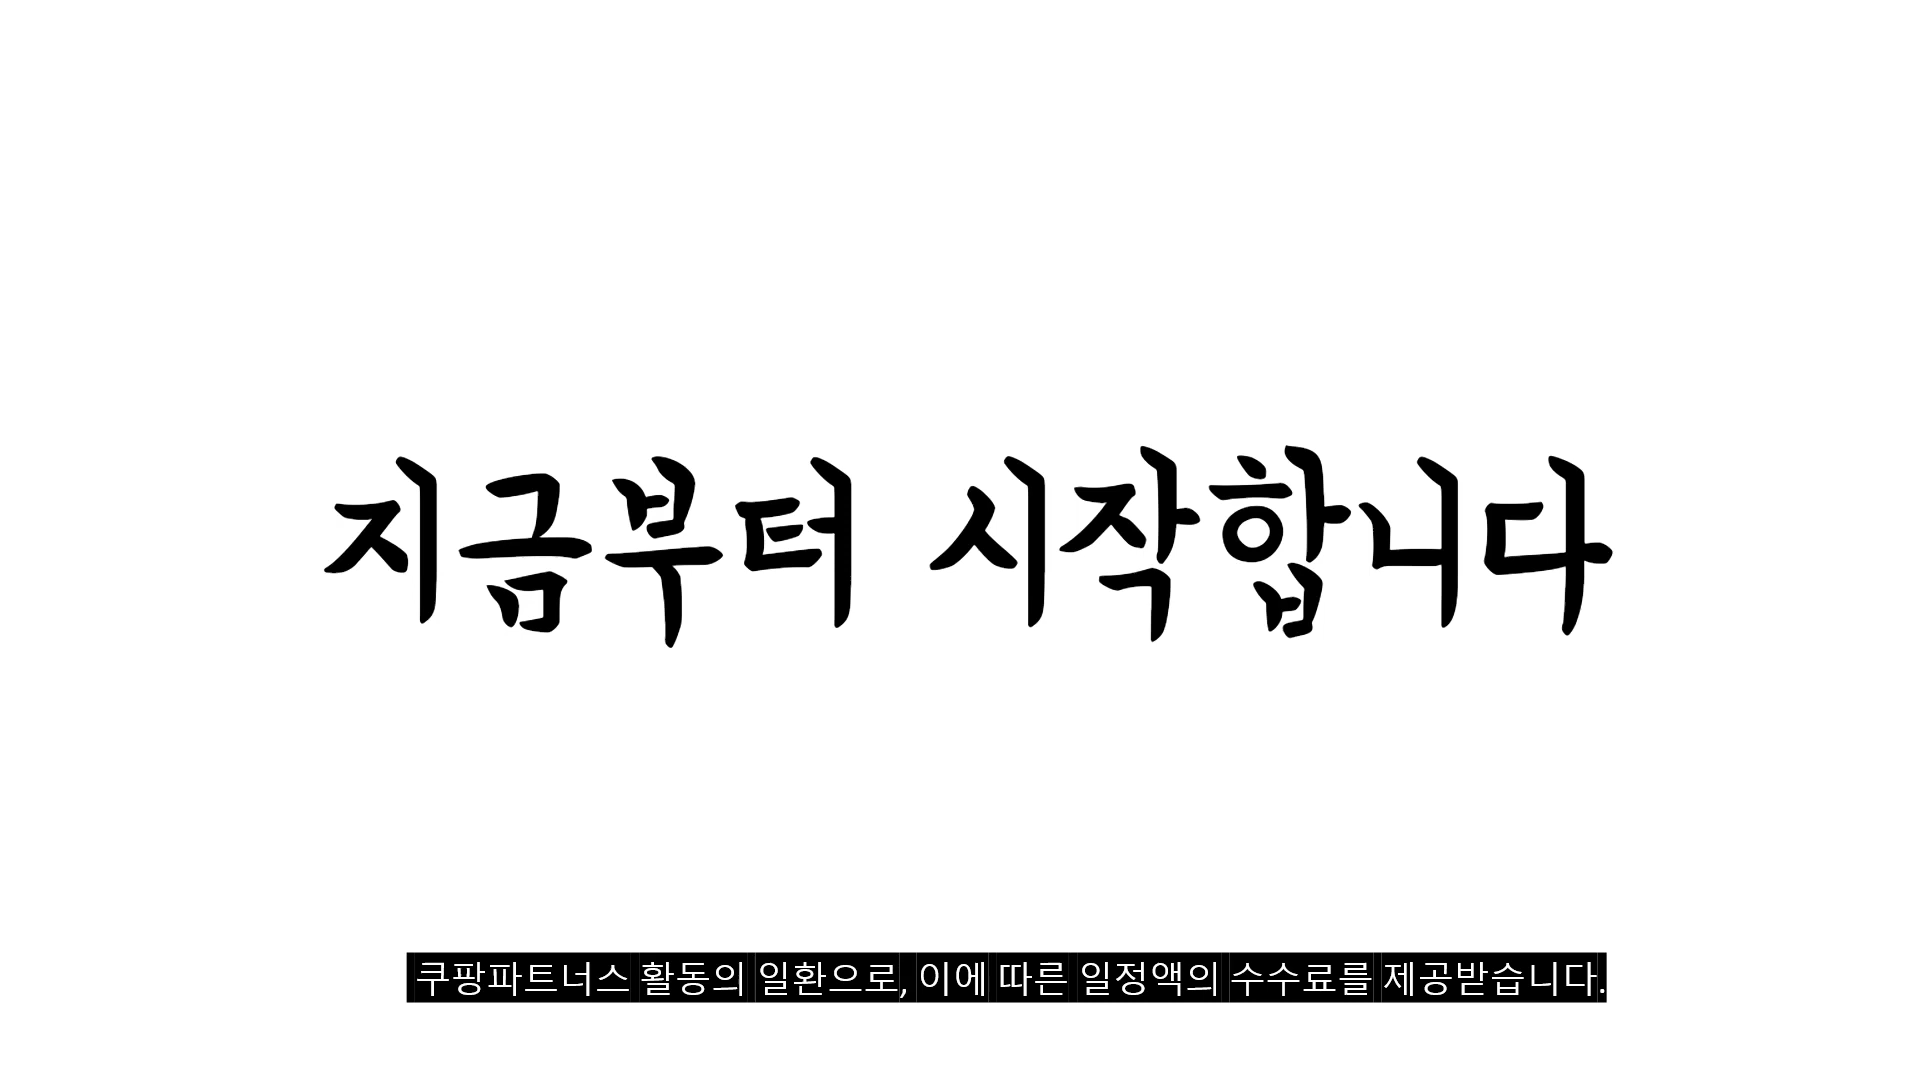 지금부터 시작합니다
쿠팡파트너스 활동의 일환으로, 이에 따른 일정액의 수수료를 제공받습니다.